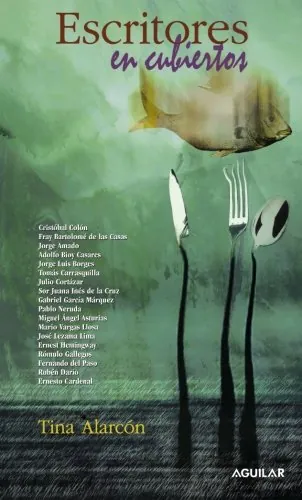 Escritores
en cubiertos
Cristóbal Colón
Fray Bartolomé de las Casas
Jorge Amado
Adolfo Bioy Casares
Jorge Luis Borges
Tomás Carrasquilla
Julio Cortázar
Sor Juana Inés de la Cruz
Gabriel García Márquez
Pablo Neruda
Miguel Ángel Asturias
Mario Vargas Llosa
José Lezama Lima
Ernest Hemingway
Rómulo Gallegos
Fernando del Paso
Rubén Darío
Ernesto Cardenal
Tina Alarcón
AGUILAR